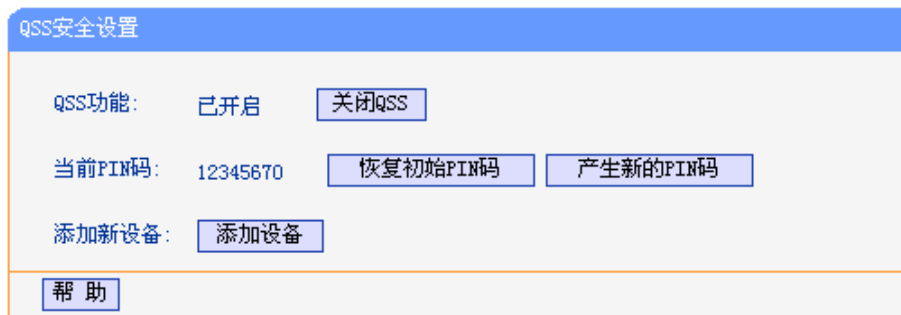 QSS安全设置
QSS功能: 已开启 关闭QSS
当前PIN码: 12345670 恢复初始PIN码 产生新的PIN码
添加新设备: 添加设备
帮 助